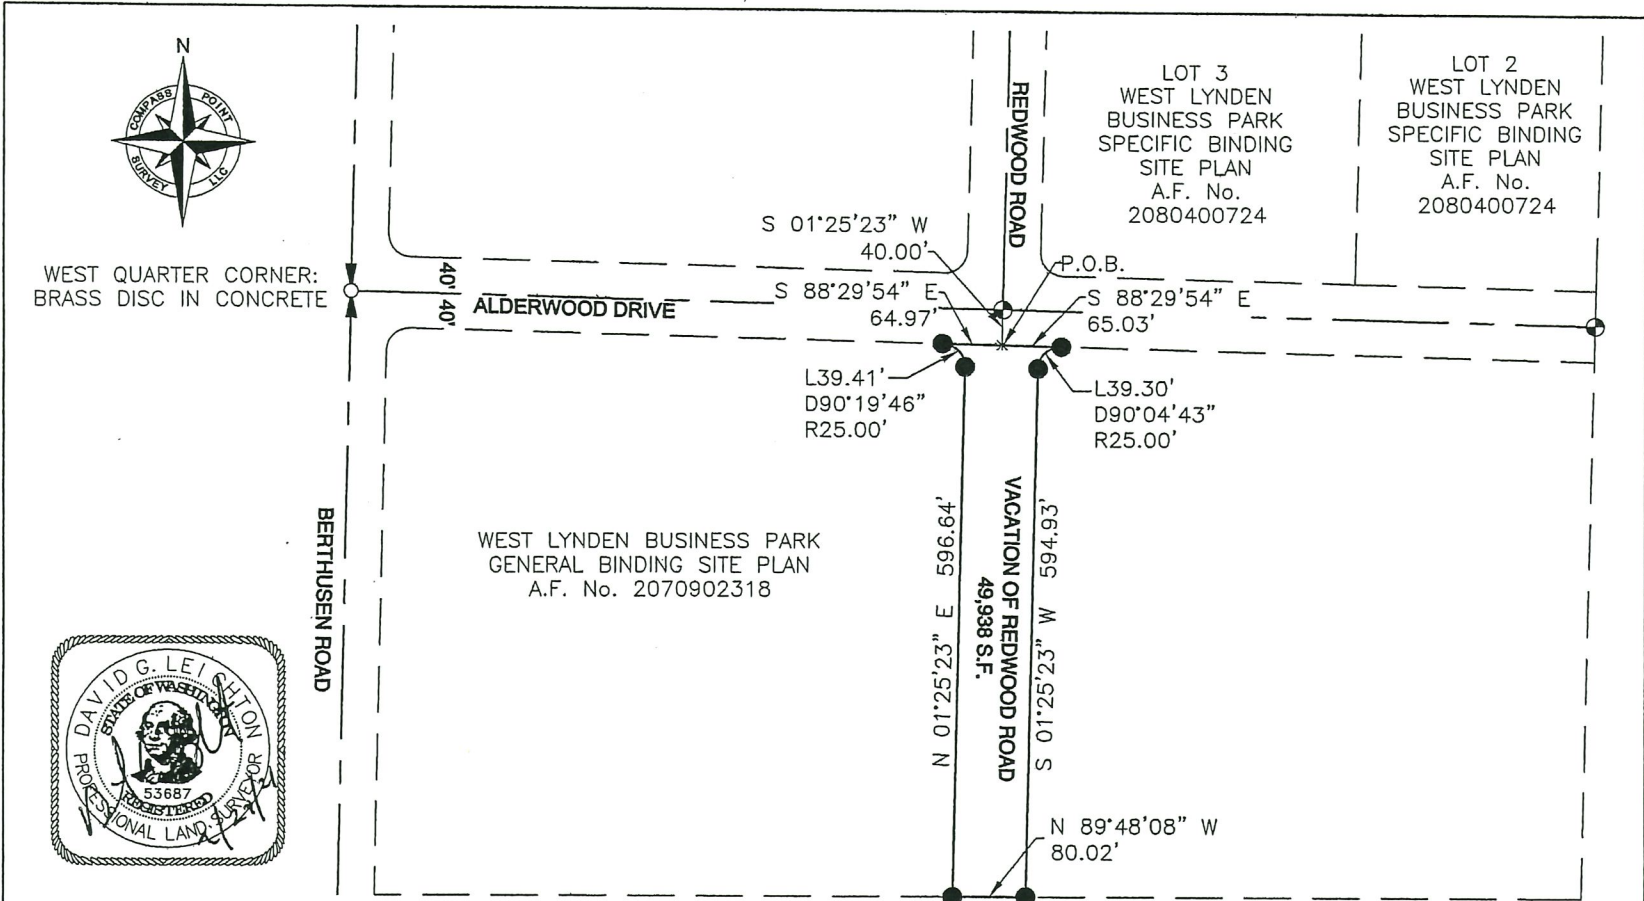 N
COMPASS
POINT
SURVEY
LLC
WEST QUARTER CORNER:
BRASS DISC IN CONCRETE
REDWOOD ROAD
LOT 3
WEST LYNDEN
BUSINESS PARK
SPECIFIC BINDING
SITE PLAN
A.F. No.
2080400724
LOT 2
WEST LYNDEN
BUSINESS PARK
SPECIFIC BINDING
SITE PLAN
A.F. No.
2080400724
S 01°25'23" W
40.00'
P.O.B.
40' 40'
ALDERWOOD DRIVE
S 88°29'54" E
64.97'
S 88°29'54" E
65.03'
L39.41'
D90°19'46"
R25.00'
L39.30'
D90°04'43"
R25.00'
BERTHUSEN ROAD
WEST LYNDEN BUSINESS PARK
GENERAL BINDING SITE PLAN
A.F. No. 2070902318
N 01°25'23" E 596.64'
VACATION OF REDWOOD ROAD
49,938 S.F.
S 01°25'23" W 594.93'
N 89°48'08" W
80.02'
DAVID G. LEIGHTON
STATE OF WASHINGTON
53687
REGISTERED
PROFESSIONAL LAND SURVEYOR